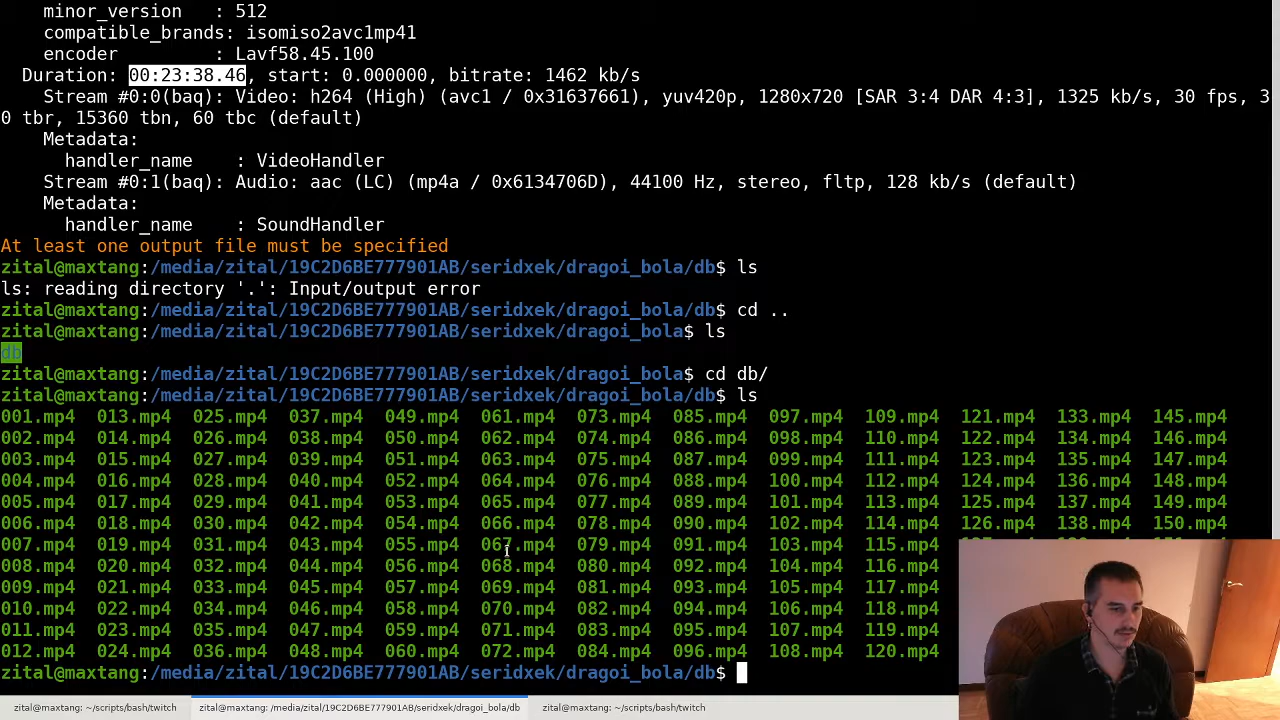 minor_version   : 512
compatible_brands: isomiso2avc1mp41
encoder         : Lavf58.45.100
Duration: 00:23:38.46, start: 0.000000, bitrate: 1462 kb/s
Stream #0:0(baq): Video: h264 (High) (avc1 / 0x31637661), yuv420p, 1280x720 [SAR 3:4 DAR 4:3], 1325 kb/s, 30 fps, 3
0 tbr, 15360 tbn, 60 tbc (default)
Metadata:
handler_name    : VideoHandler
Stream #0:1(baq): Audio: aac (LC) (mp4a / 0x6134706D), 44100 Hz, stereo, fltp, 128 kb/s (default)
Metadata:
handler_name    : SoundHandler
At least one output file must be specified
zital@maxtang:/media/zital/19C2D6BE777901AB/seridxek/dragoi_bola/db$ ls
ls: reading directory '.': Input/output error
zital@maxtang:/media/zital/19C2D6BE777901AB/seridxek/dragoi_bola/db$ cd ..
zital@maxtang:/media/zital/19C2D6BE777901AB/seridxek/dragoi_bola$ ls
db
zital@maxtang:/media/zital/19C2D6BE777901AB/seridxek/dragoi_bola$ cd db/
zital@maxtang:/media/zital/19C2D6BE777901AB/seridxek/dragoi_bola/db$ ls
001.mp4  013.mp4  025.mp4  037.mp4  049.mp4  061.mp4  073.mp4  085.mp4  097.mp4  109.mp4  121.mp4  133.mp4  145.mp4
002.mp4  014.mp4  026.mp4  038.mp4  050.mp4  062.mp4  074.mp4  086.mp4  098.mp4  110.mp4  122.mp4  134.mp4  146.mp4
003.mp4  015.mp4  027.mp4  039.mp4  051.mp4  063.mp4  075.mp4  087.mp4  099.mp4  111.mp4  123.mp4  135.mp4  147.mp4
004.mp4  016.mp4  028.mp4  040.mp4  052.mp4  064.mp4  076.mp4  088.mp4  100.mp4  112.mp4  124.mp4  136.mp4  148.mp4
005.mp4  017.mp4  029.mp4  041.mp4  053.mp4  065.mp4  077.mp4  089.mp4  101.mp4  113.mp4  125.mp4  137.mp4  149.mp4
006.mp4  018.mp4  030.mp4  042.mp4  054.mp4  066.mp4  078.mp4  090.mp4  102.mp4  114.mp4  126.mp4  138.mp4  150.mp4
007.mp4  019.mp4  031.mp4  043.mp4  055.mp4  067.mp4  079.mp4  091.mp4  103.mp4  115.mp4
008.mp4  020.mp4  032.mp4  044.mp4  056.mp4  068.mp4  080.mp4  092.mp4  104.mp4  116.mp4
009.mp4  021.mp4  033.mp4  045.mp4  057.mp4  069.mp4  081.mp4  093.mp4  105.mp4  117.mp4
010.mp4  022.mp4  034.mp4  046.mp4  058.mp4  070.mp4  082.mp4  094.mp4  106.mp4  118.mp4
011.mp4  023.mp4  035.mp4  047.mp4  059.mp4  071.mp4  083.mp4  095.mp4  107.mp4  119.mp4
012.mp4  024.mp4  036.mp4  048.mp4  060.mp4  072.mp4  084.mp4  096.mp4  108.mp4  120.mp4
zital@maxtang:/media/zital/19C2D6BE777901AB/seridxek/dragoi_bola/db$
zital@maxtang: ~/scripts/bash/twitch  zital@maxtang: /media/zital/19C2D6BE777901AB/seridxek/dragoi_bola/db  zital@maxtang: ~/scripts/bash/twitch